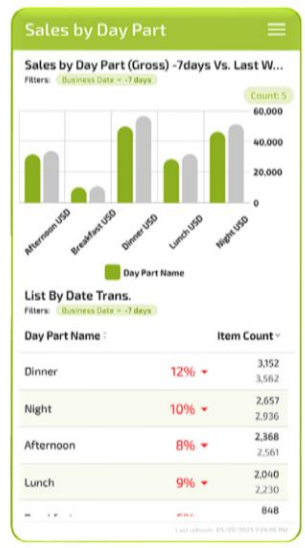 Sales by Day Part
Sales by Day Part (Gross) -7days Vs. Last W...
Filters: Business Date = -7 days
Count: 5
60,000
40,000
20,000
0
Afternoon USD
Breakfast USD
Dinner USD
Lunch USD
Night USD
Day Part Name
List By Date Trans.
Filters: Business Date = -7 days
Day Part Name Item Count
Dinner 12% 3,152
3,562
Night 10% 2,657
2,936
Afternoon 8% 2,368
2,561
Lunch 9% 2,040
2,230
848
Last refresh: